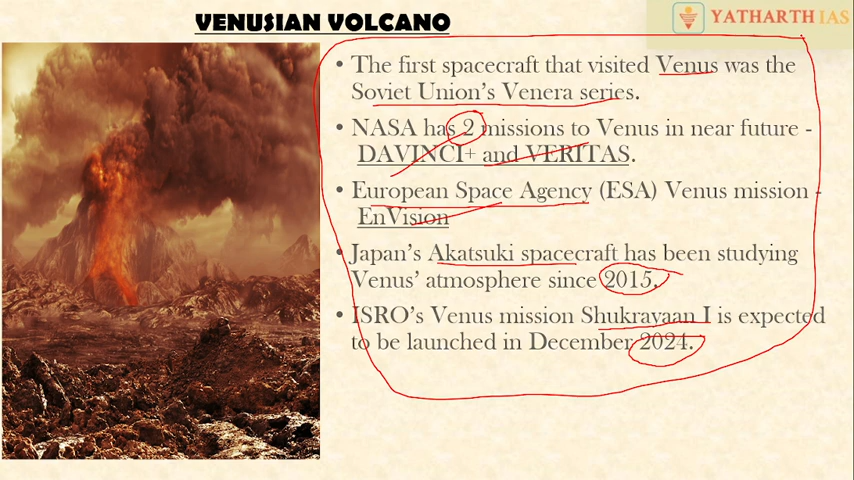 VENUSIAN VOLCANO
YATHARTH IAS
• The first spacecraft that visited Venus was the
Soviet Union's Venera series.
• NASA has 2 missions to Venus in near future -
DAVINCI+ and VERITAS.
• European Space Agency (ESA) Venus mission -
EnVision
• Japan's Akatsuki spacecraft has been studying
Venus' atmosphere since 2015.
• ISRO's Venus mission Shukrayaan I is expected
to be launched in December 2024.